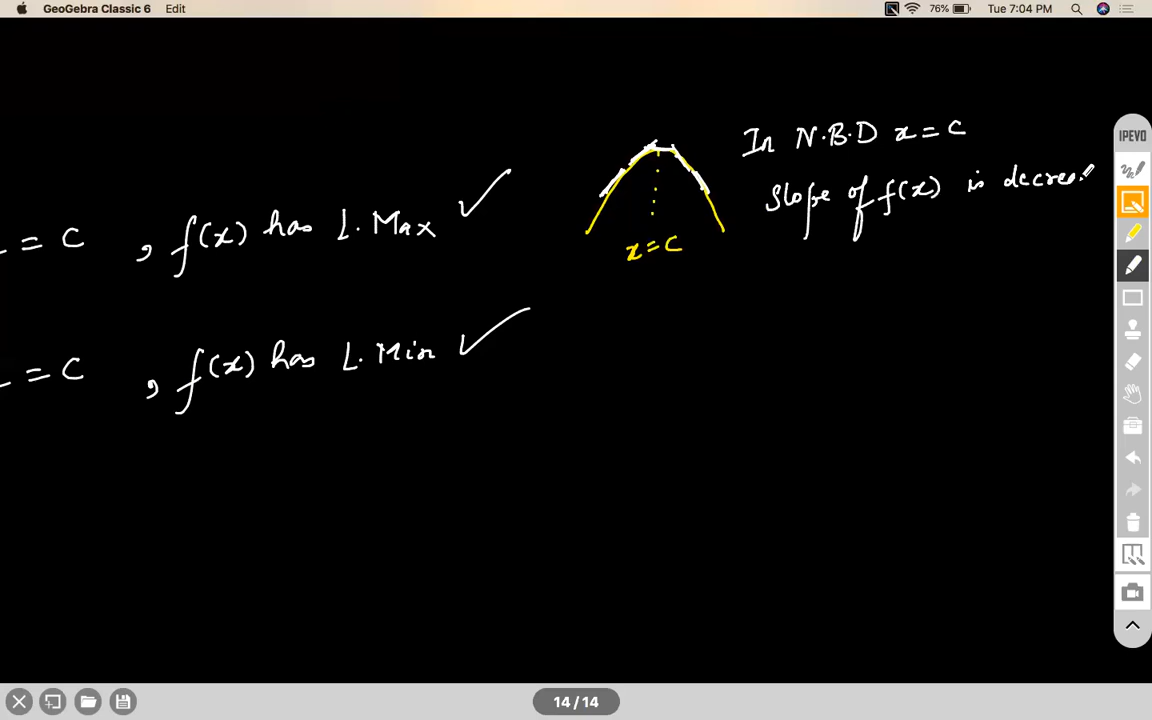 GeoGebra Classic 6 Edit
76% Tue 7:04 PM
IPEVO
In N.B.D x = C
Slope of f(x) is decrea
= C , f(x) has L. Max
x = C
= C , f(x) has L. Min
14 / 14